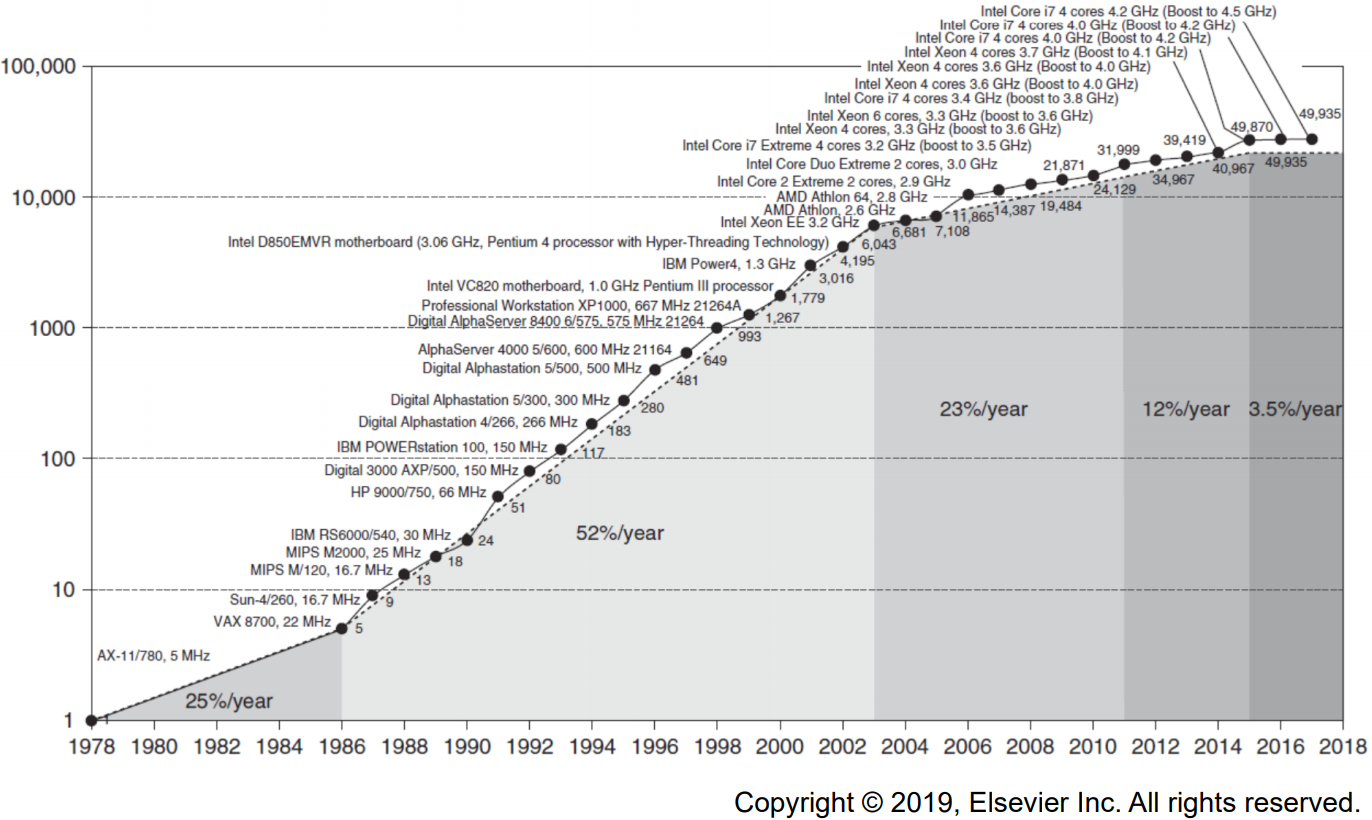 Intel Core i7 4 cores 4.2 GHz (Boost to 4.5 GHz)
Intel Core i7 4 cores 4.0 GHz (Boost to 4.2 GHz)
Intel Core i7 4 cores 4.0 GHz (Boost to 4.2 GHz)
Intel Xeon 4 cores 3.7 GHz (Boost to 4.1 GHz)
Intel Xeon 4 cores 3.6 GHz (Boost to 4.0 GHz)
Intel Xeon 4 cores 3.6 GHz (Boost to 4.0 GHz)
Intel Core i7 4 cores 3.4 GHz (boost to 3.8 GHz)
Intel Xeon 6 cores, 3.3 GHz (boost to 3.6 GHz)
Intel Xeon 4 cores, 3.3 GHz (boost to 3.6 GHz)
Intel Core i7 Extreme 4 cores 3.2 GHz (boost to 3.5 GHz)
Intel Core Duo Extreme 2 cores, 3.0 GHz
Intel Core 2 Extreme 2 cores, 2.9 GHz
AMD Athlon 64, 2.8 GHz
AMD Athlon, 2.6 GHz
Intel Xeon EE 3.2 GHz
Intel D850EMVR motherboard (3.06 GHz, Pentium 4 processor with Hyper-Threading Technology)
IBM Power4, 1.3 GHz
Intel VC820 motherboard, 1.0 GHz Pentium III processor
Professional Workstation XP1000, 667 MHz 21264A
Digital AlphaServer 8400 6/575, 575 MHz 21264
AlphaServer 4000 5/600, 600 MHz 21164
Digital Alphastation 5/500, 500 MHz
Digital Alphastation 5/300, 300 MHz
Digital Alphastation 4/266, 266 MHz
IBM POWERstation 100, 150 MHz
Digital 3000 AXP/500, 150 MHz
HP 9000/750, 66 MHz
IBM RS6000/540, 30 MHz
MIPS M2000, 25 MHz
MIPS M/120, 16.7 MHz
Sun-4/260, 16.7 MHz
VAX 8700, 22 MHz
AX-11/780, 5 MHz
100,000
10,000
1000
100
10
1
5
9
13
18
24
51
80
117
183
280
481
649
993
1,267
1,779
3,016
4,195
6,043
6,681
7,108
11,865
14,387
19,484
21,871
24,129
31,999
34,967
39,419
40,967
49,870
49,935
49,935
25%/year
52%/year
23%/year
12%/year
3.5%/year
1978 1980 1982 1984 1986 1988 1990 1992 1994 1996 1998 2000 2002 2004 2006 2008 2010 2012 2014 2016 2018
Copyright © 2019, Elsevier Inc. All rights reserved.